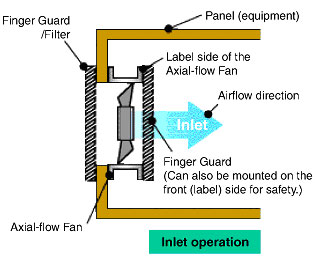 Panel (equipment)
Finger Guard
/Filter
Label side of the
Axial-flow Fan
Airflow direction
Inlet
Finger Guard
(Can also be mounted on the
front (label) side for safety.)
Axial-flow Fan
Inlet operation